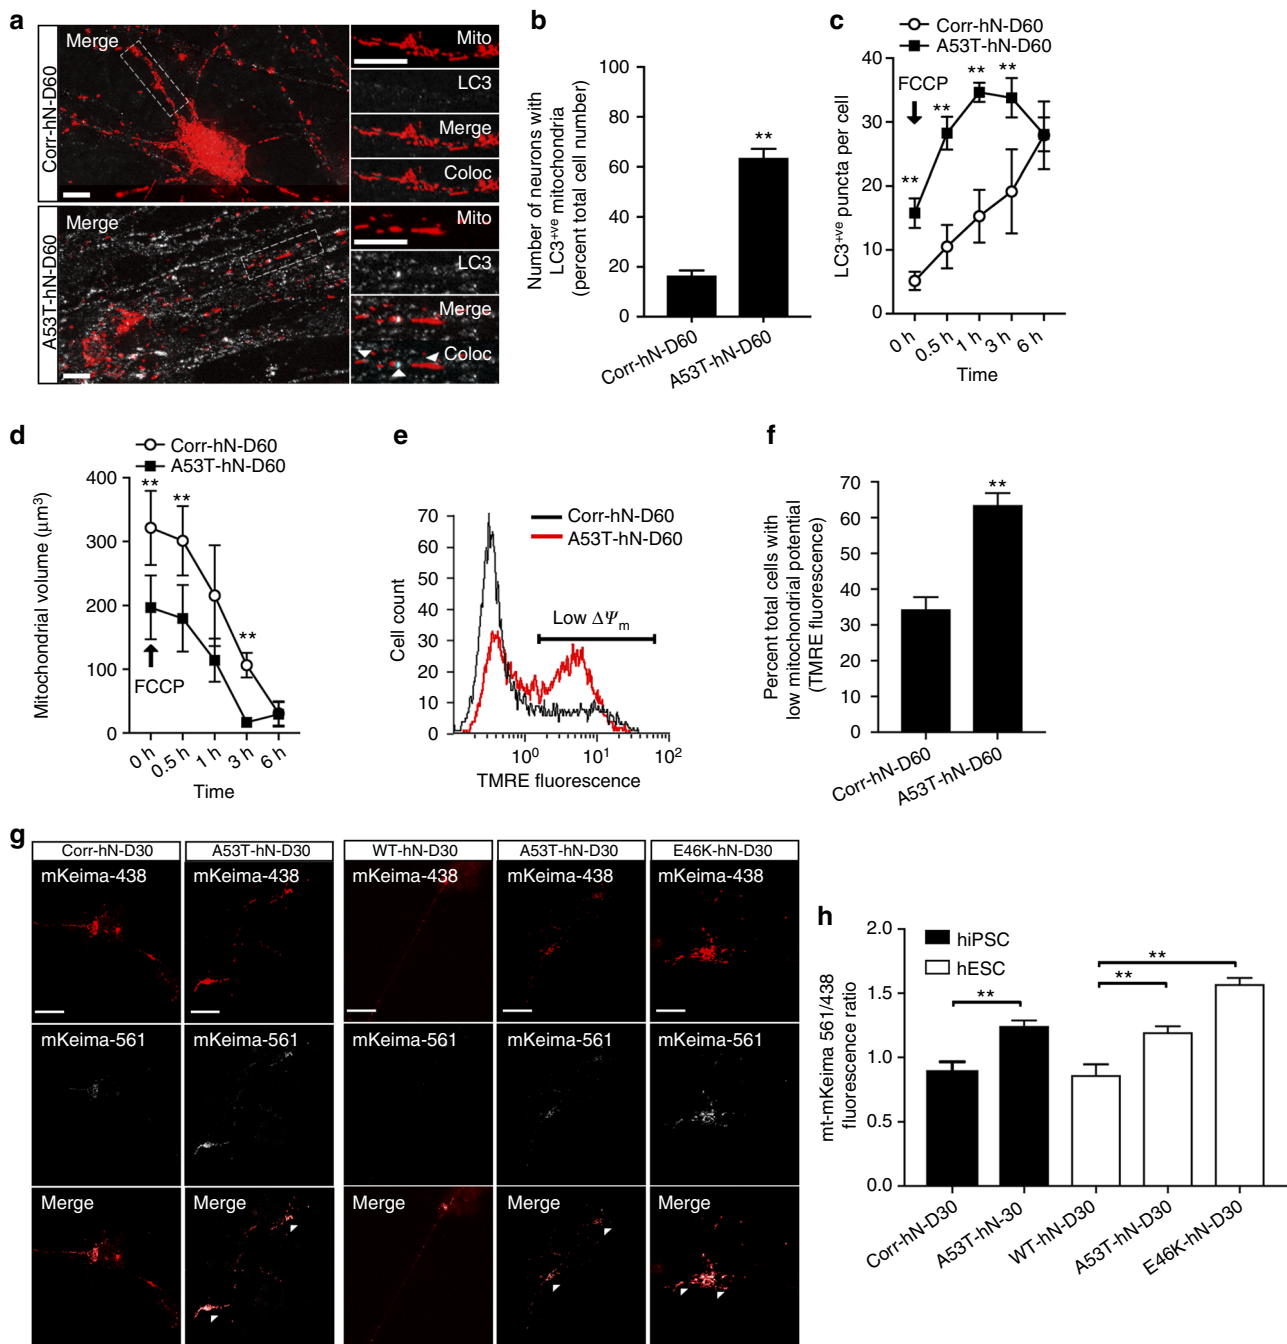 a
Corr-hN-D60
Merge
Mito
LC3
Merge
Coloc
A53T-hN-D60
Merge
Mito
LC3
Merge
Coloc
b
Number of neurons with
LC3+ve mitochondria
(percent total cell number)
100
80
60
40
20
0
**
Corr-hN-D60
A53T-hN-D60
c
Corr-hN-D60
A53T-hN-D60
LC3+ve puncta per cell
40
30
20
10
0
FCCP
**
**
**
**
0 h
0.5 h
1 h
3 h
6 h
Time
d
Corr-hN-D60
A53T-hN-D60
Mitochondrial volume (µm³)
400
300
200
100
0
**
**
**
FCCP
0 h
0.5 h
1 h
3 h
6 h
Time
e
Corr-hN-D60
A53T-hN-D60
Cell count
70
60
50
40
30
20
10
0
Low ΔΨm
10⁰
10¹
10²
TMRE fluorescence
f
Percent total cells with
low mitochondrial potential
(TMRE fluorescence)
70
60
50
40
30
20
10
0
**
Corr-hN-D60
A53T-hN-D60
g
Corr-hN-D30
A53T-hN-D30
WT-hN-D30
A53T-hN-D30
E46K-hN-D30
mKeima-438
mKeima-438
mKeima-438
mKeima-438
mKeima-438
mKeima-561
mKeima-561
mKeima-561
mKeima-561
mKeima-561
Merge
Merge
Merge
Merge
Merge
h
mt-mKeima 561/438
fluorescence ratio
2.0
1.5
1.0
0.5
0.0
hiPSC
hESC
**
**
**
Corr-hN-D30
A53T-hN-30
WT-hN-D30
A53T-hN-D30
E46K-hN-D30